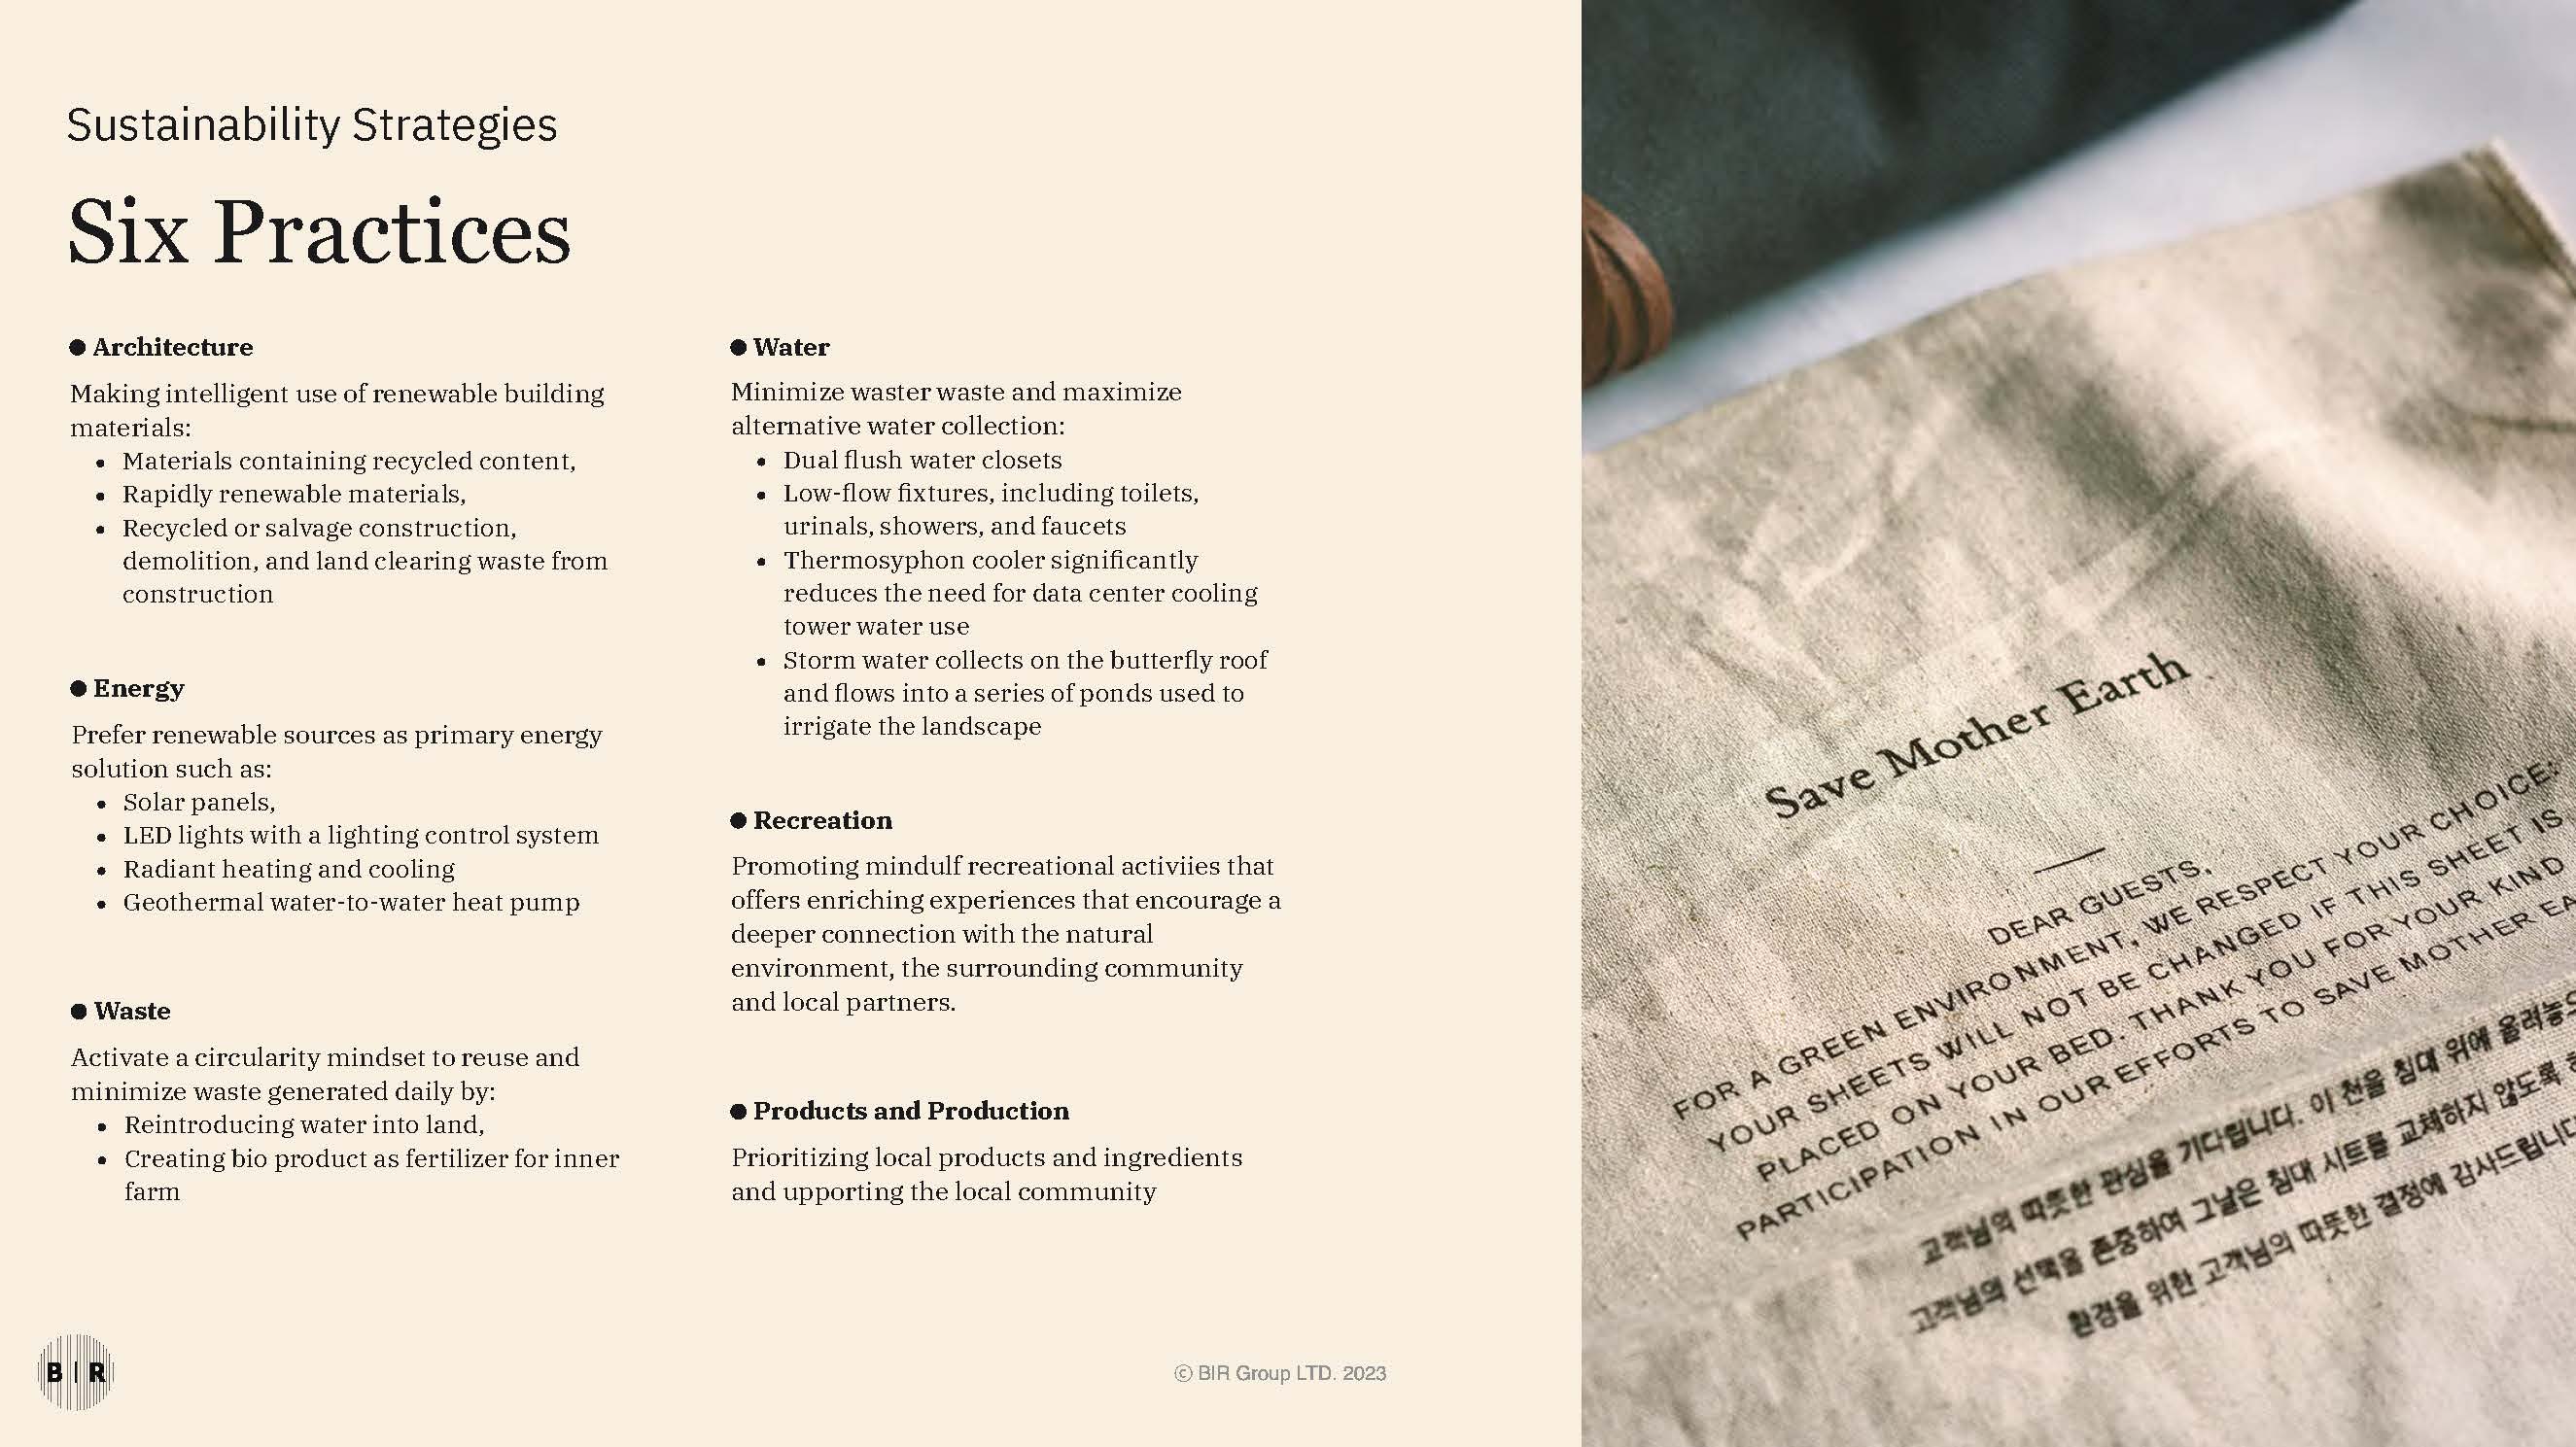 Sustainability Strategies
Six Practices
● Architecture
Making intelligent use of renewable building
materials:
• Materials containing recycled content,
• Rapidly renewable materials,
• Recycled or salvage construction,
demolition, and land clearing waste from
construction
● Energy
Prefer renewable sources as primary energy
solution such as:
• Solar panels,
• LED lights with a lighting control system
• Radiant heating and cooling
• Geothermal water-to-water heat pump
● Waste
Activate a circularity mindset to reuse and
minimize waste generated daily by:
• Reintroducing water into land,
• Creating bio product as fertilizer for inner
farm
● Water
Minimize waster waste and maximize
alternative water collection:
• Dual flush water closets
• Low-flow fixtures, including toilets,
urinals, showers, and faucets
• Thermosyphon cooler significantly
reduces the need for data center cooling
tower water use
• Storm water collects on the butterfly roof
and flows into a series of ponds used to
irrigate the landscape
● Recreation
Promoting mindulf recreational activiies that
offers enriching experiences that encourage a
deeper connection with the natural
environment, the surrounding community
and local partners.
● Products and Production
Prioritizing local products and ingredients
and upporting the local community
B|R
© BIR Group LTD. 2023
Save Mother Earth
DEAR GUESTS,
FOR A GREEN ENVIRONMENT, WE RESPECT YOUR CHOICE:
YOUR SHEETS WILL NOT BE CHANGED IF THIS SHEET IS
PLACED ON YOUR BED. THANK YOU FOR YOUR KIND
PARTICIPATION IN OUR EFFORTS TO SAVE MOTHER EA
고객님의 따뜻한 관심을 기다립니다. 이 천을 침대 위에 올려놓으
고객님의 선택을 존중하여 그날은 침대 시트를 교체하지 않도록
환경을 위한 고객님의 따뜻한 결정에 감사드립니다